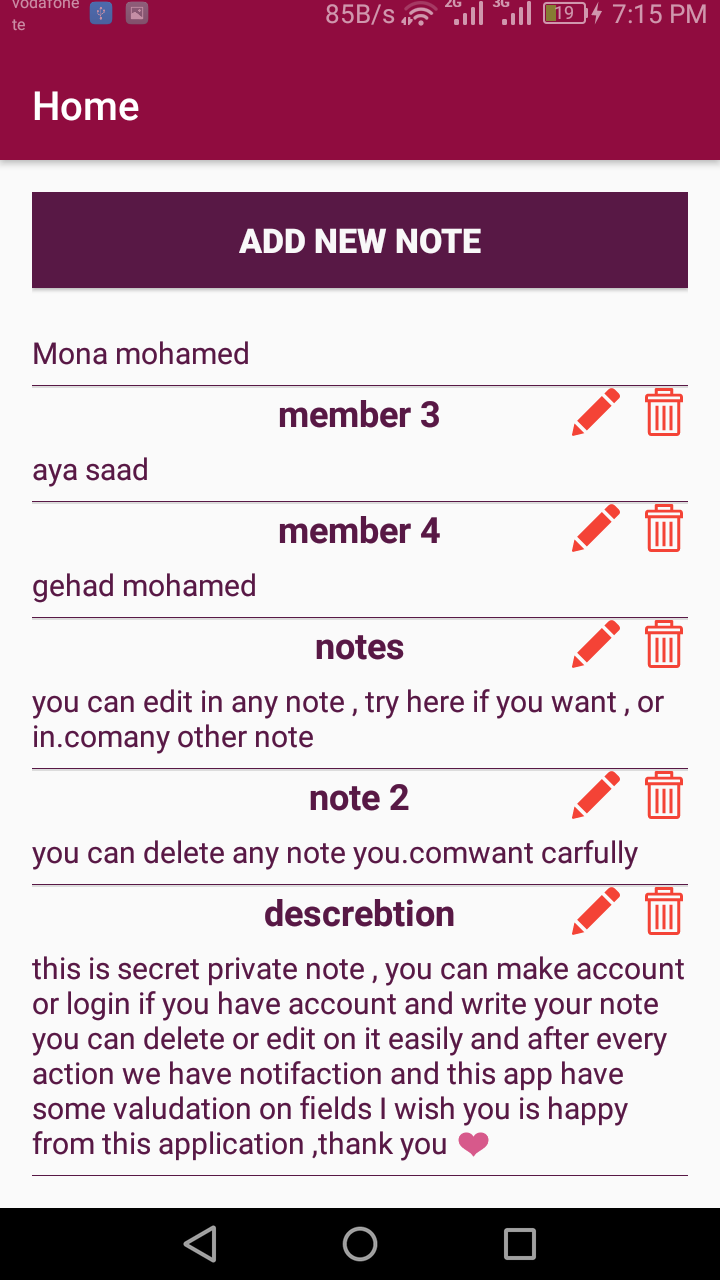 vodafone
te
85B/s
2G
3G
19
7:15 PM
Home
ADD NEW NOTE
Mona mohamed
member 3
aya saad
member 4
gehad mohamed
notes
you can edit in any note , try here if you want , or
in.comany other note
note 2
you can delete any note you.comwant carfully
descrebtion
this is secret private note , you can make account
or login if you have account and write your note
you can delete or edit on it easily and after every
action we have notifaction and this app have
some valudation on fields I wish you is happy
from this application ,thank you ❤